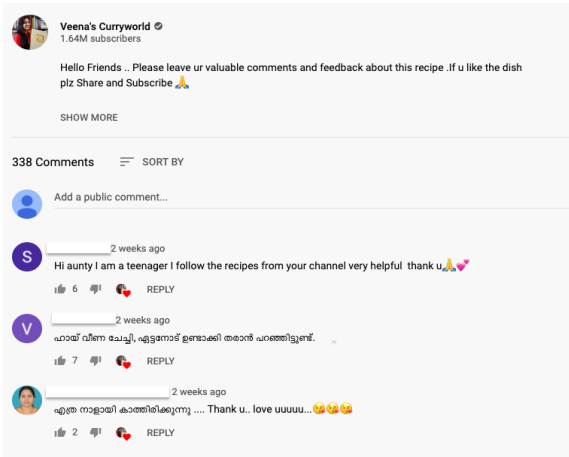 Veena's Curryworld
1.64M subscribers
Hello Friends .. Please leave ur valuable comments and feedback about this recipe .If u like the dish
plz Share and Subscribe 🙏
SHOW MORE
338 Comments SORT BY
Add a public comment...
S 2 weeks ago
Hi aunty I am a teenager I follow the recipes from your channel very helpful thank u🙏💕
6 REPLY
V 2 weeks ago
ഹായ് വീണ ചേച്ചി, ഏട്ടനോട് ഉണ്ടാക്കി തരാൻ പറഞ്ഞിട്ടുണ്ട്.
7 REPLY
2 weeks ago
എത്ര നാളായി കാത്തിരിക്കുന്നു .... Thank u.. love uuuuu...😘😘😘
2 REPLY